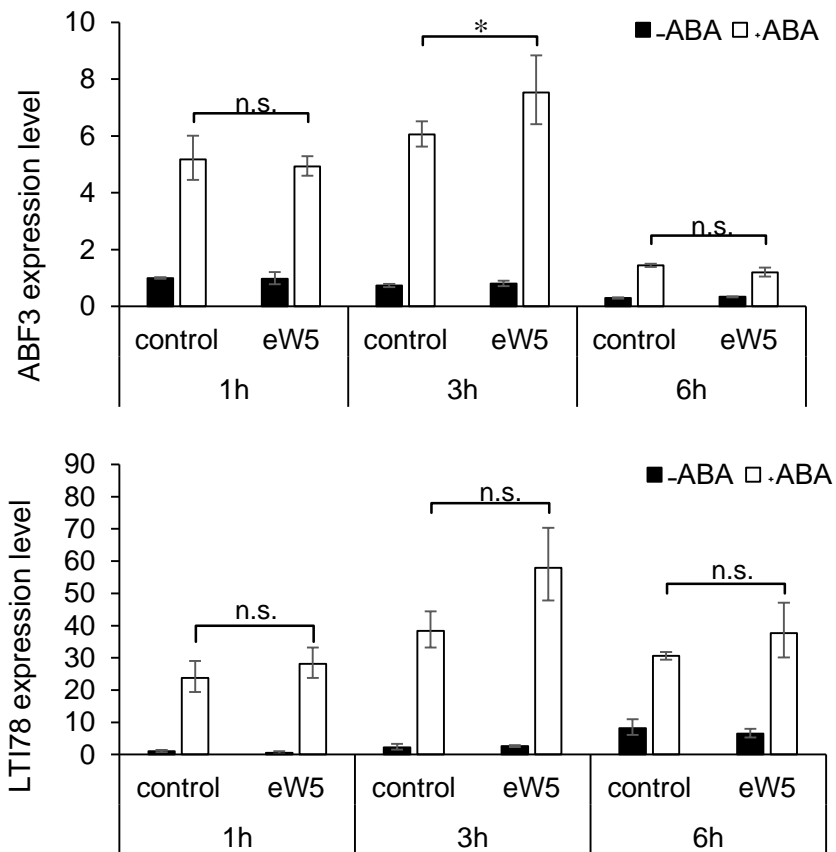 ABF3 expression level
10
8
6
4
2
0
-ABA +ABA
n.s.
*
n.s.
control eW5 control eW5 control eW5
1h 3h 6h
LTI78 expression level
90
80
70
60
50
40
30
20
10
0
-ABA +ABA
n.s.
n.s.
n.s.
control eW5 control eW5 control eW5
1h 3h 6h